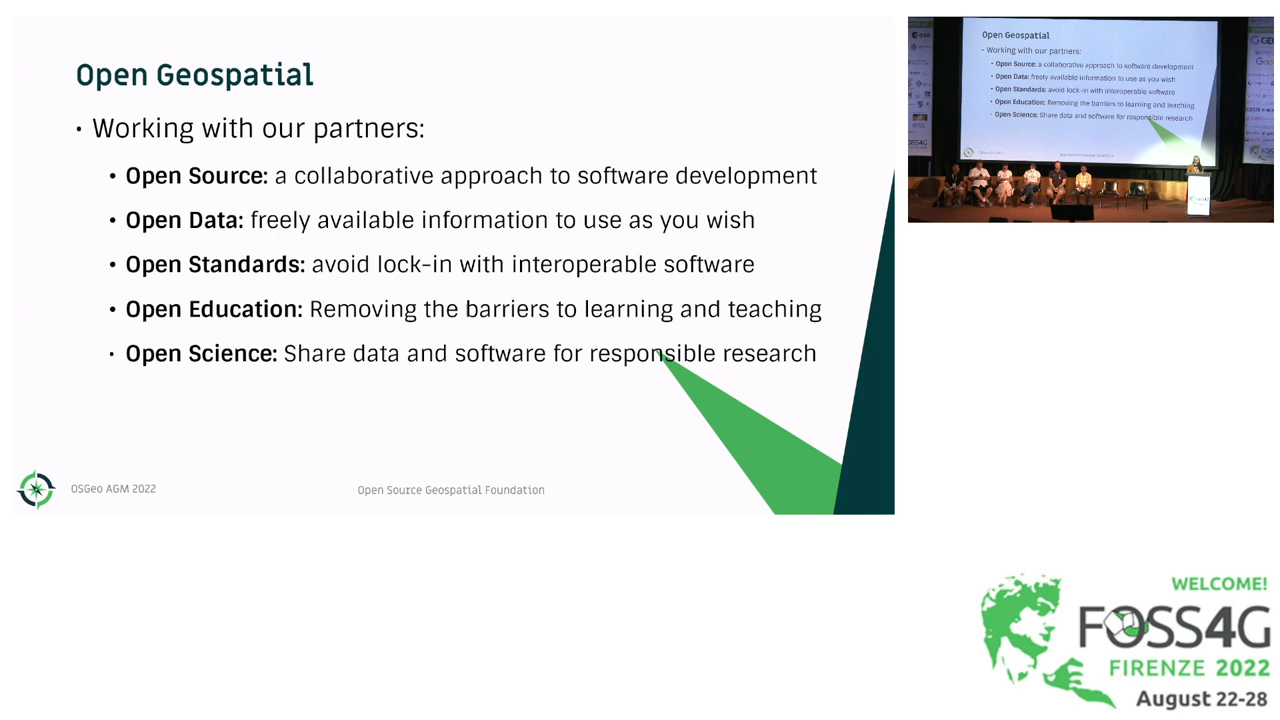 Open Geospatial
• Working with our partners:
• Open Source: a collaborative approach to software development
• Open Data: freely available information to use as you wish
• Open Standards: avoid lock-in with interoperable software
• Open Education: Removing the barriers to learning and teaching
• Open Science: Share data and software for responsible research
OSGeo AGM 2022
Open Source Geospatial Foundation
Open Geospatial
• Working with our partners:
• Open Source: a collaborative approach to software development
• Open Data: freely available information to use as you wish
• Open Standards: avoid lock-in with interoperable software
• Open Education: Removing the barriers to learning and teaching
• Open Science: Share data and software for responsible research
WELCOME!
FOSS4G
FIRENZE 2022
August 22-28